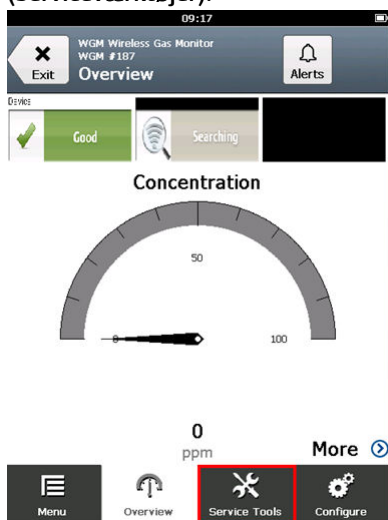 (Serviceværktøjer).
09:17
WGM Wireless Gas Monitor
WGM #187
Overview
Exit
Alerts
Device
Good
Searching
Concentration
50
0
100
0
ppm
More
Menu
Overview
Service Tools
Configure